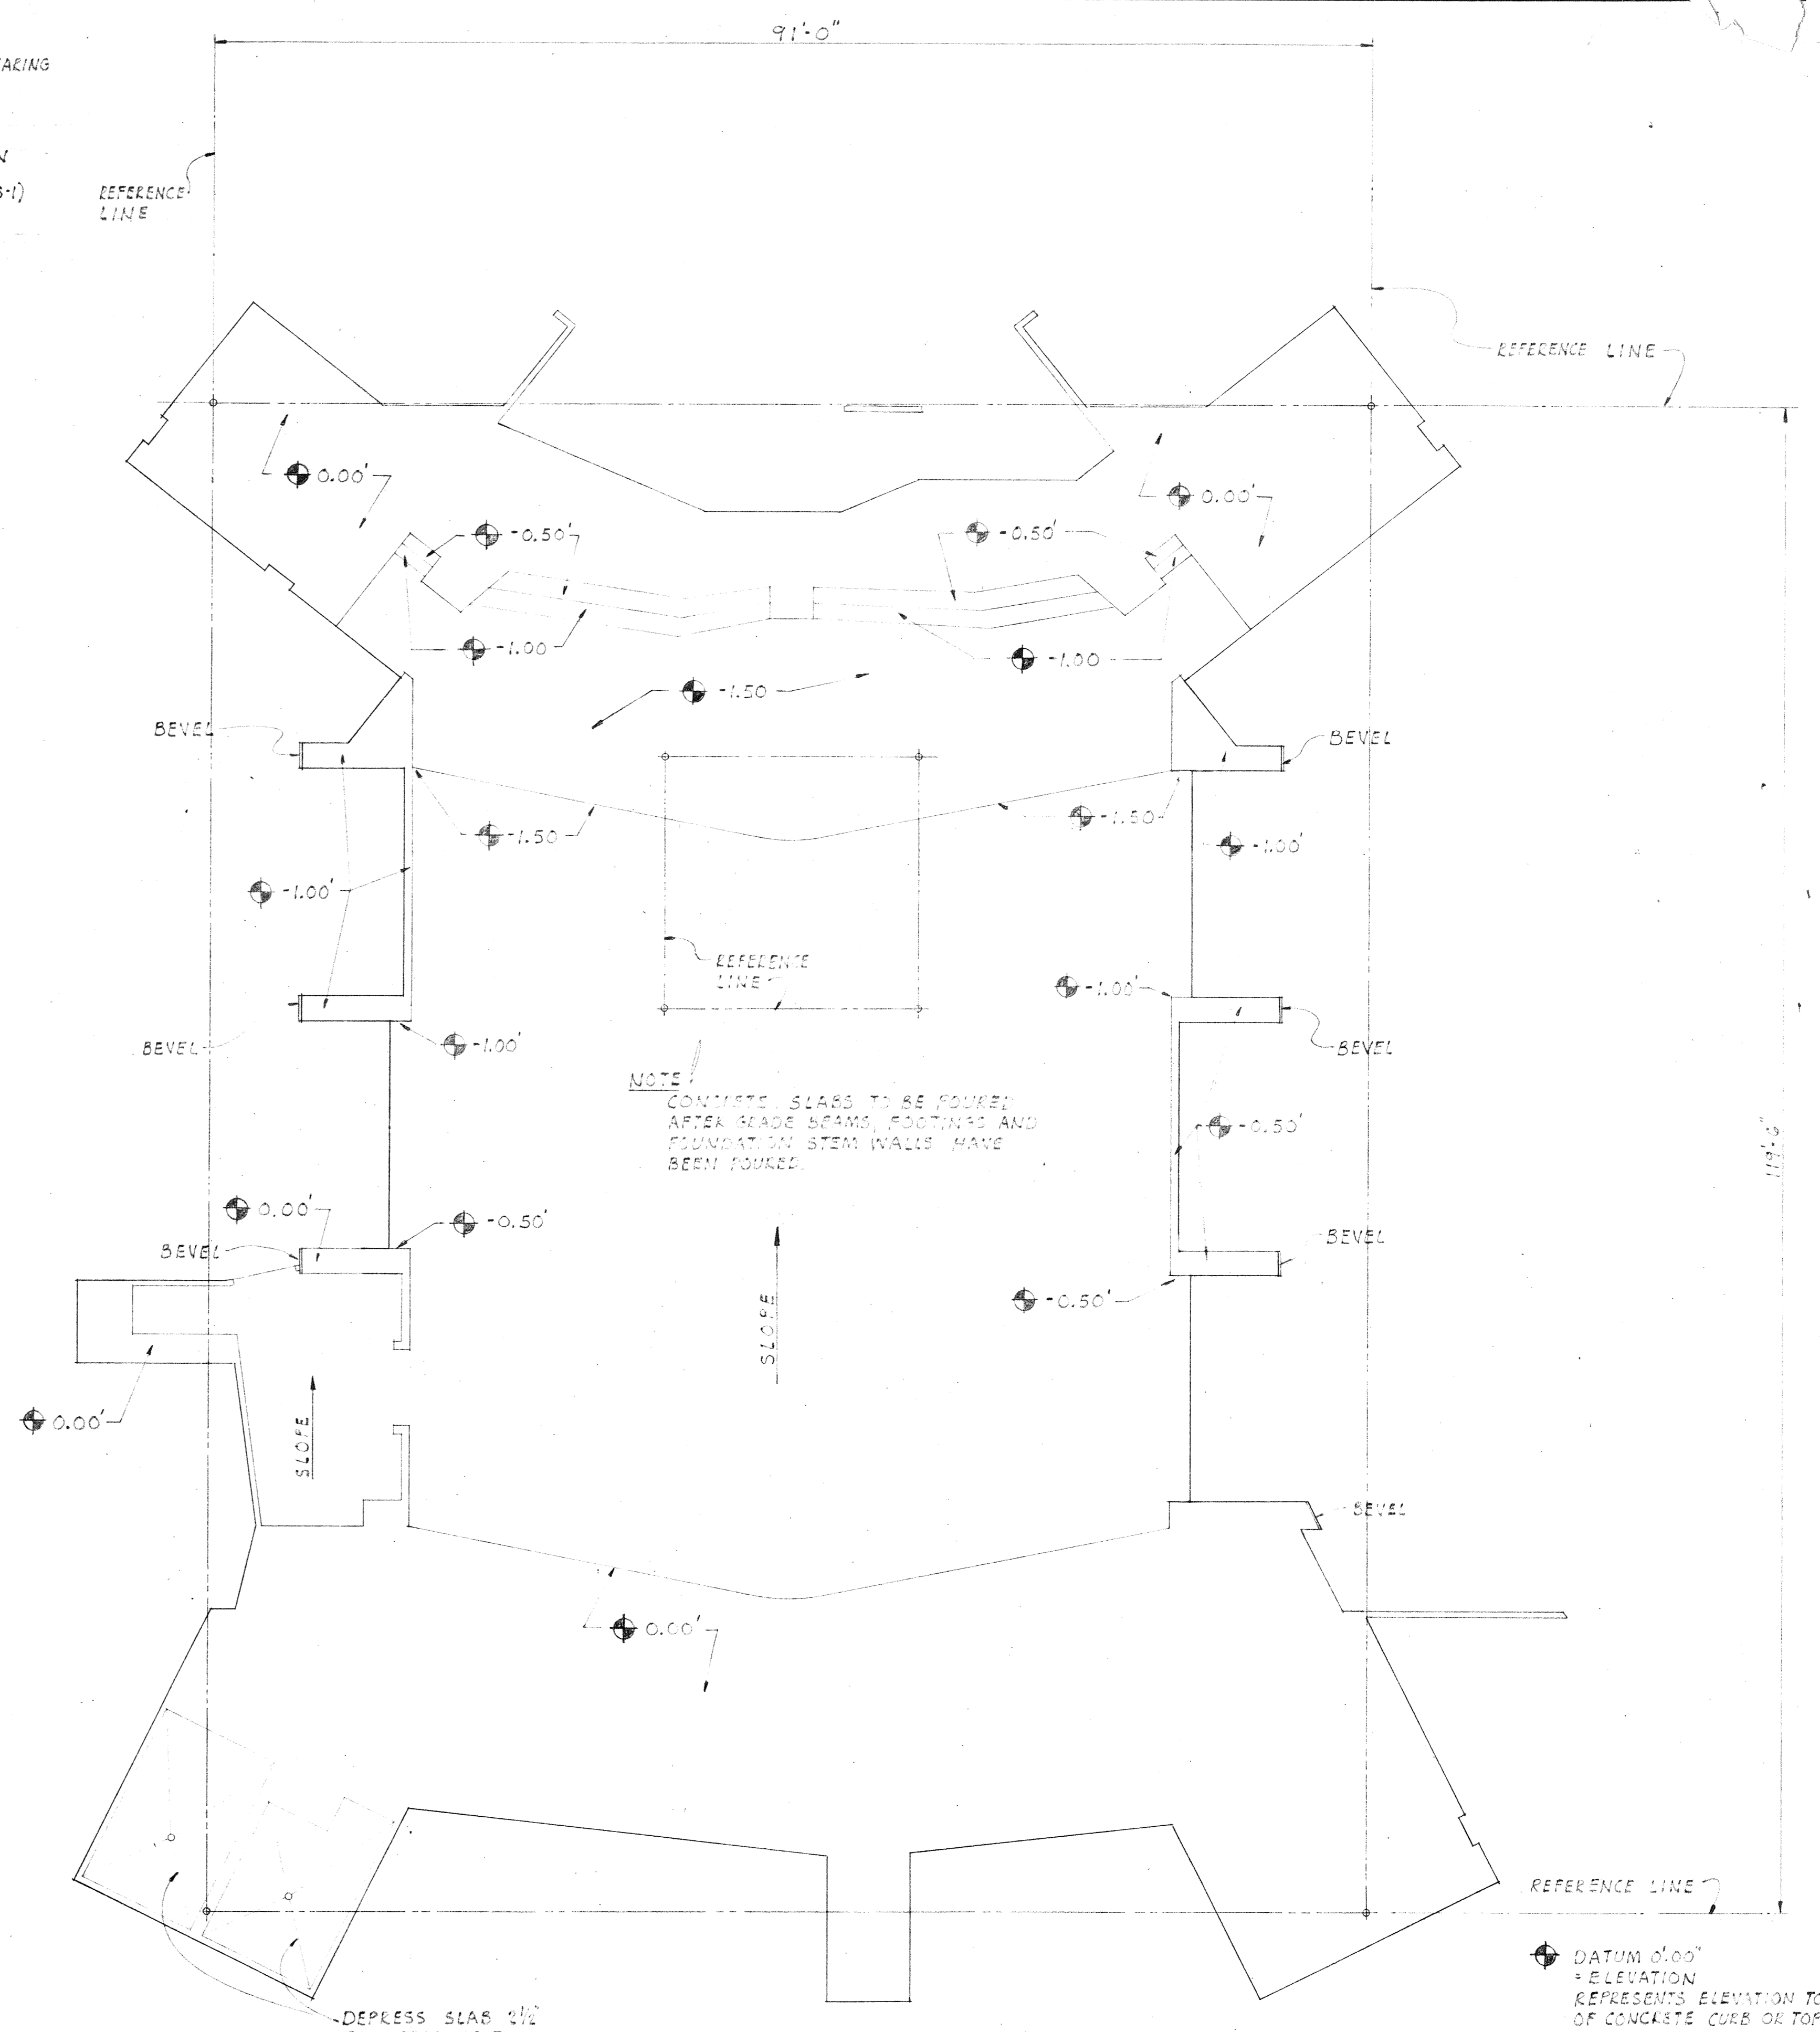 91'-0"
REFERENCE
LINE
REFERENCE LINE
0.00'
0.00'
-0.50'
-0.50'
-1.00
-1.00
-1.50
BEVEL
BEVEL
-1.50
-1.50
-1.00'
-1.00'
REFERENCE
LINE
-1.00'
BEVEL
-1.00'
BEVEL
NOTE
CONCRETE SLABS TO BE POURED
AFTER GRADE BEAMS, FOOTINGS AND
FOUNDATION STEM WALLS HAVE
BEEN POURED.
-0.50'
119'-6"
0.00'
-0.50'
BEVEL
BEVEL
-0.50'
SLOPE
0.00'
SLOPE
BEVEL
0.00'
REFERENCE LINE
DATUM 0'.00"
= ELEVATION
REPRESENTS ELEVATION
OF CONCRETE CURB OR
DEPRESS SLAB 2½"